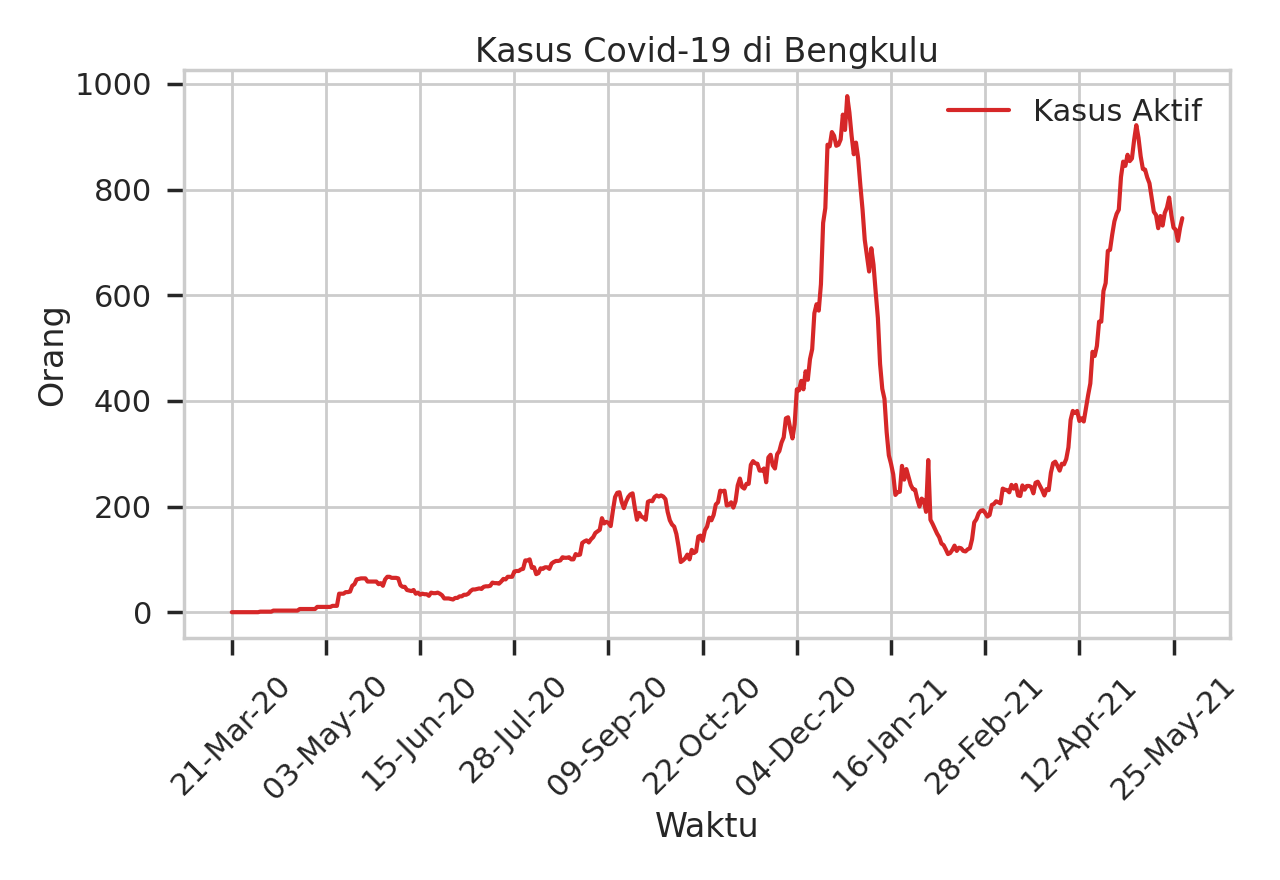 Kasus Covid-19 di Bengkulu
Kasus Aktif
Orang
1000
800
600
400
200
0
21-Mar-20
03-May-20
15-Jun-20
28-Jul-20
09-Sep-20
22-Oct-20
04-Dec-20
16-Jan-21
28-Feb-21
12-Apr-21
25-May-21
Waktu